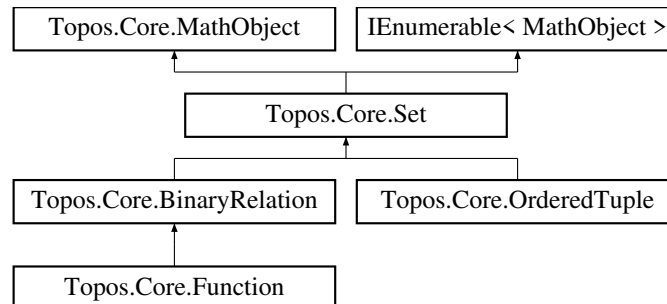 Topos.Core.MathObject
IEnumerable< MathObject >
Topos.Core.Set
Topos.Core.BinaryRelation
Topos.Core.OrderedTuple
Topos.Core.Function